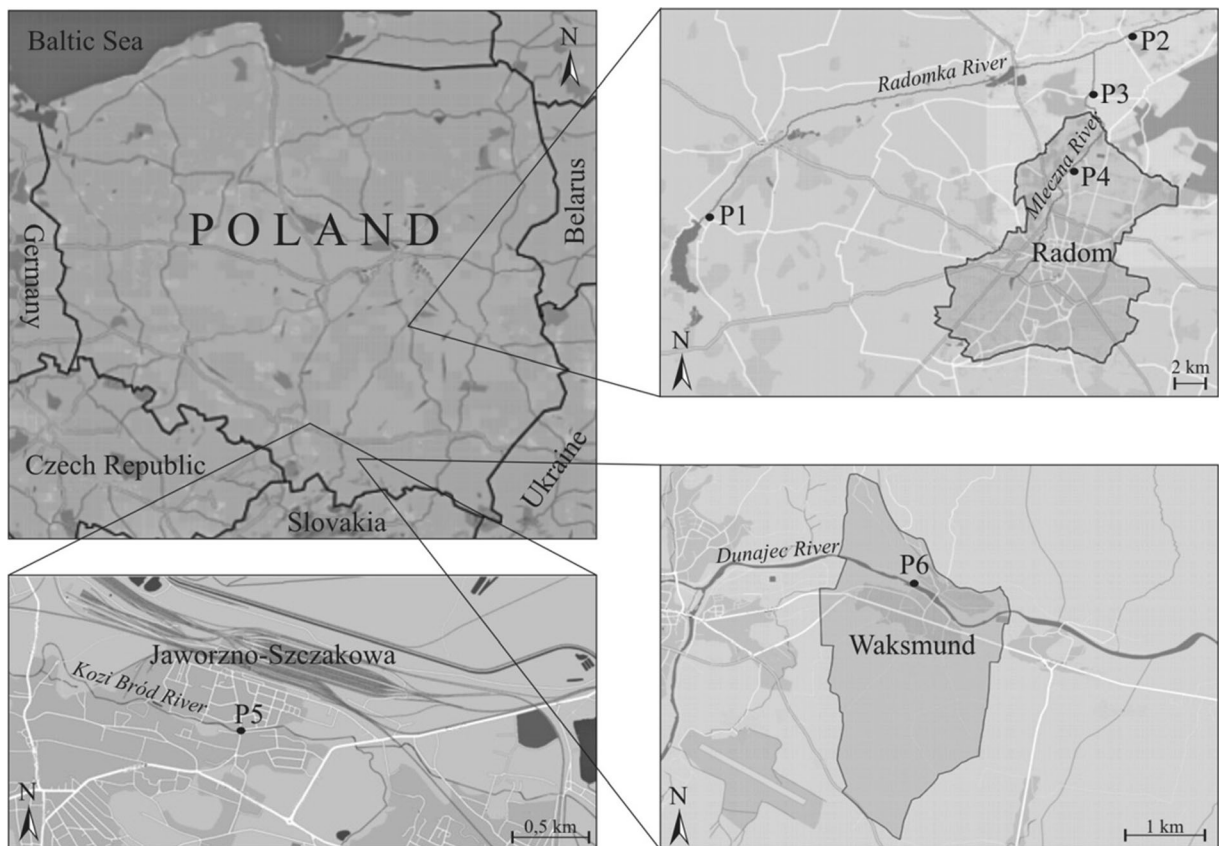 Baltic Sea
N
POLAND
Germany
Belarus
Czech Republic
Slovakia
Ukraine
P2
Radomka River
P3
Mleczna River
P4
P1
Radom
N
2 km
Jaworzno-Szczakowa
Kozi Bród River
P5
N
0,5 km
Dunajec River
P6
Waksmund
N
1 km